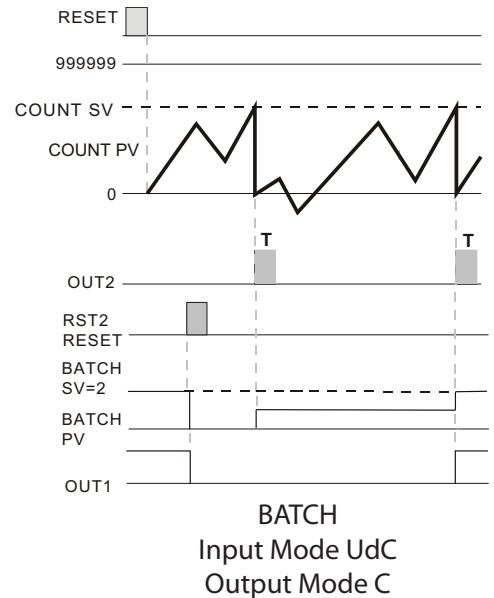 RESET
999999
COUNT SV
COUNT PV
0
T
T
OUT2
RST2
RESET
BATCH
SV=2
BATCH
PV
OUT1
BATCH
Input Mode UdC
Output Mode C